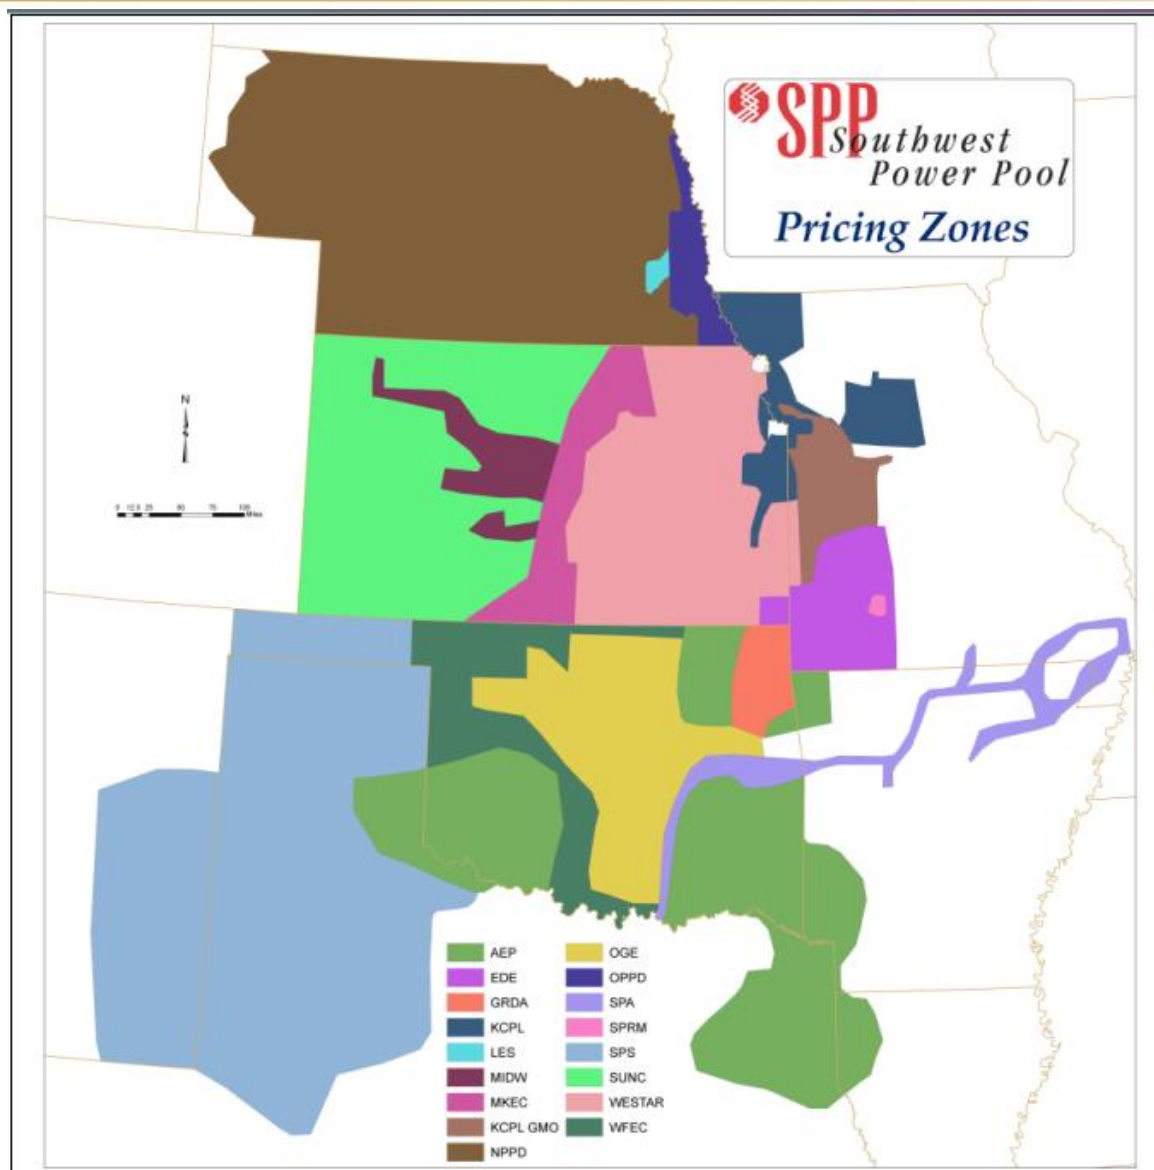 SPP
Southwest
Power Pool
Pricing Zones
N
AEP
EDE
GRDA
KCPL
LES
MIDW
MKEC
KCPL GMO
NPPD
OGE
OPPD
SPA
SPRM
SPS
SUNC
WESTAR
WFEC